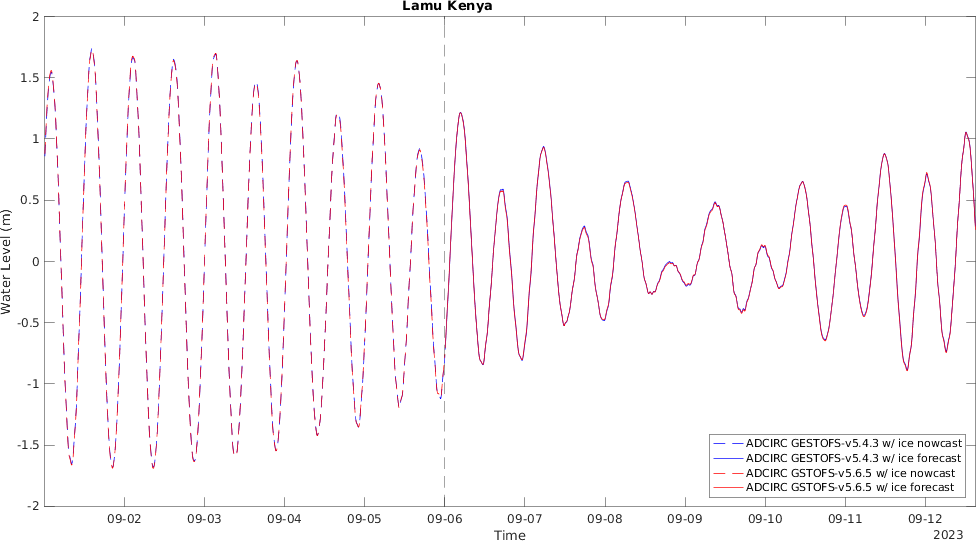 Lamu Kenya
2
1.5
1
0.5
0
-0.5
-1
-1.5
-2
Water Level (m)
ADCIRC GESTOFS-v5.4.3 w/ ice nowcast
ADCIRC GESTOFS-v5.4.3 w/ ice forecast
ADCIRC GSTOFS-v5.6.5 w/ ice nowcast
ADCIRC GSTOFS-v5.6.5 w/ ice forecast
09-02 09-03 09-04 09-05 09-06 09-07 09-08 09-09 09-10 09-11 09-12
Time
2023